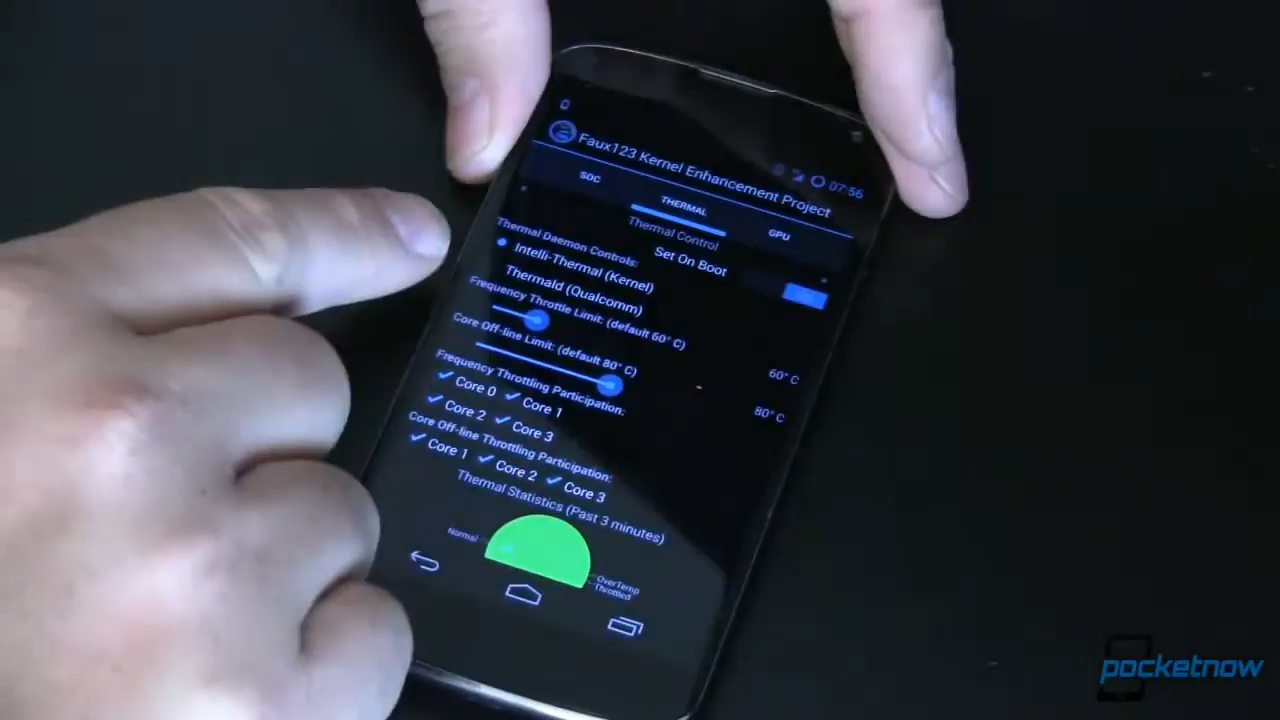 07:56
Faux123 Kernel Enhancement Project
SOC
THERMAL
GPU
Thermal Control
Thermal Daemon Controls:
Set On Boot
Intelli-Thermal (Kernel)
Thermald (Qualcomm)
Frequency Throttle Limit: (default 60° C)
60° C
Core Off-line Limit: (default 80° C)
80° C
Frequency Throttling Participation:
Core 0 Core 1
Core 2 Core 3
Core Off-line Throttling Participation:
Core 1 Core 2 Core 3
Thermal Statistics (Past 3 minutes)
Normal
OverTemp
Throttled
pocketnow